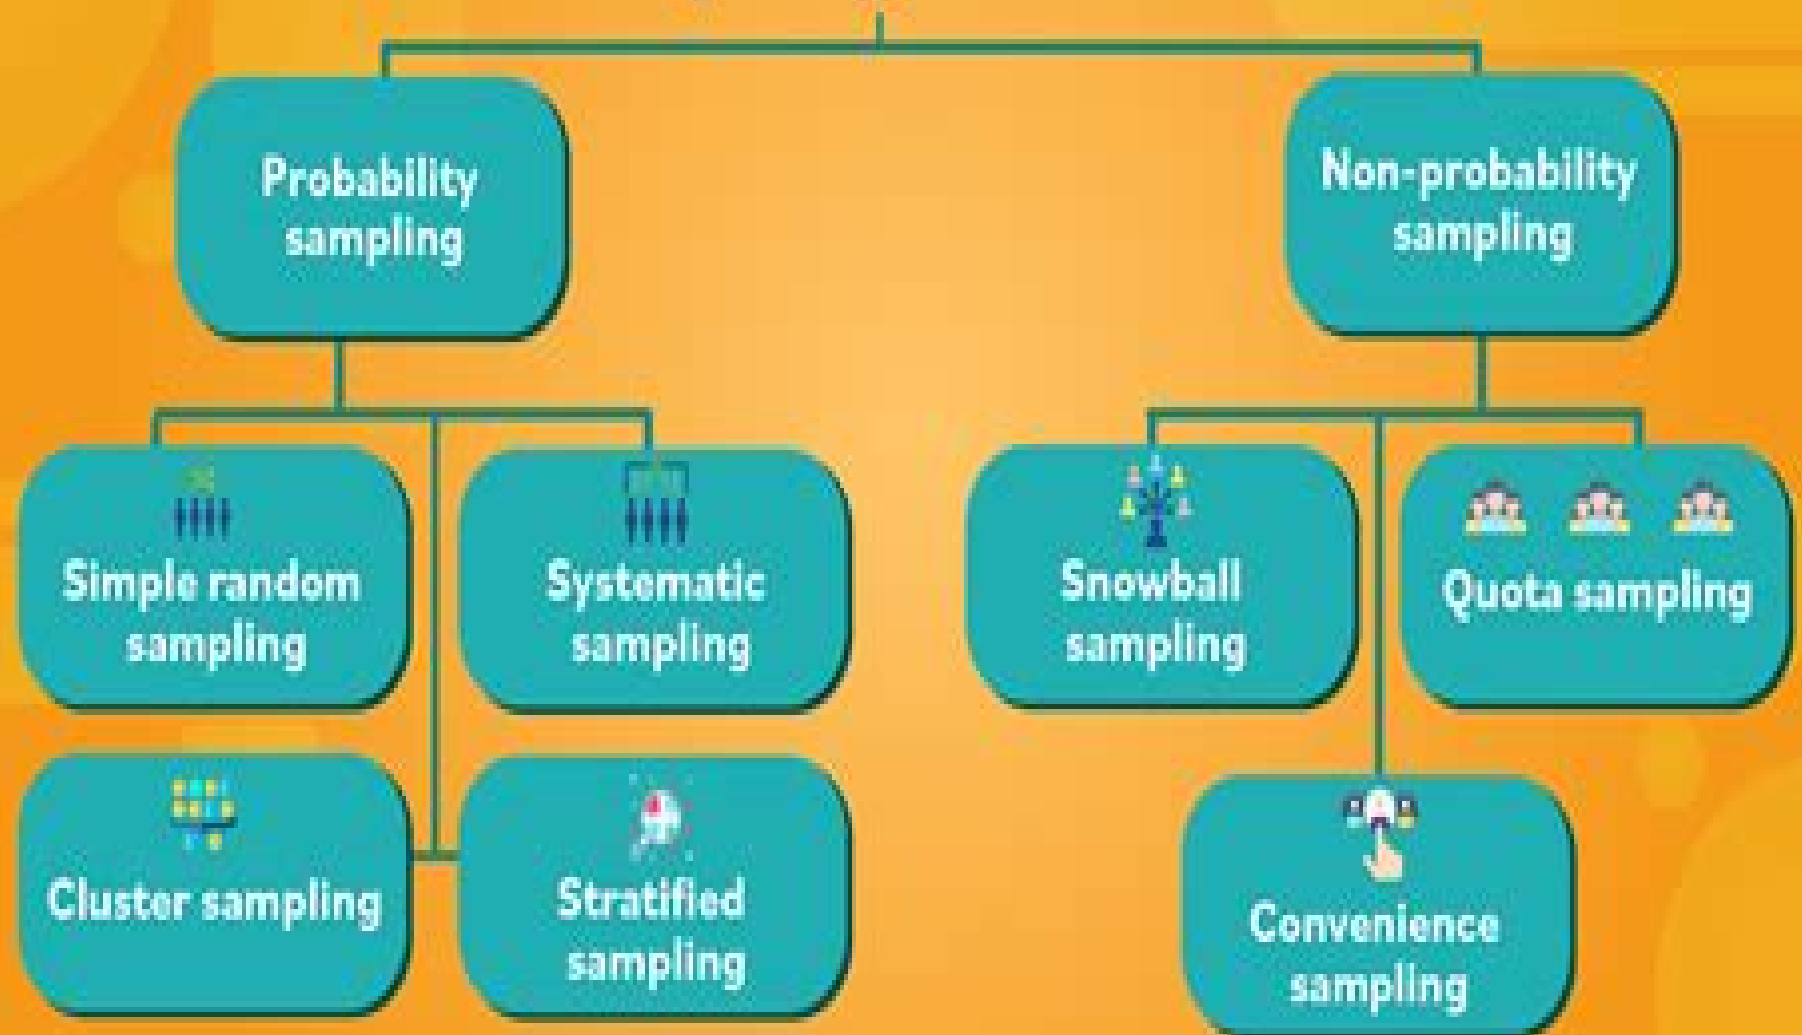 Probability
sampling
Non-probability
sampling
Simple random
sampling
Systematic
sampling
Snowball
sampling
Quota sampling
Cluster sampling
Stratified
sampling
Convenience
sampling